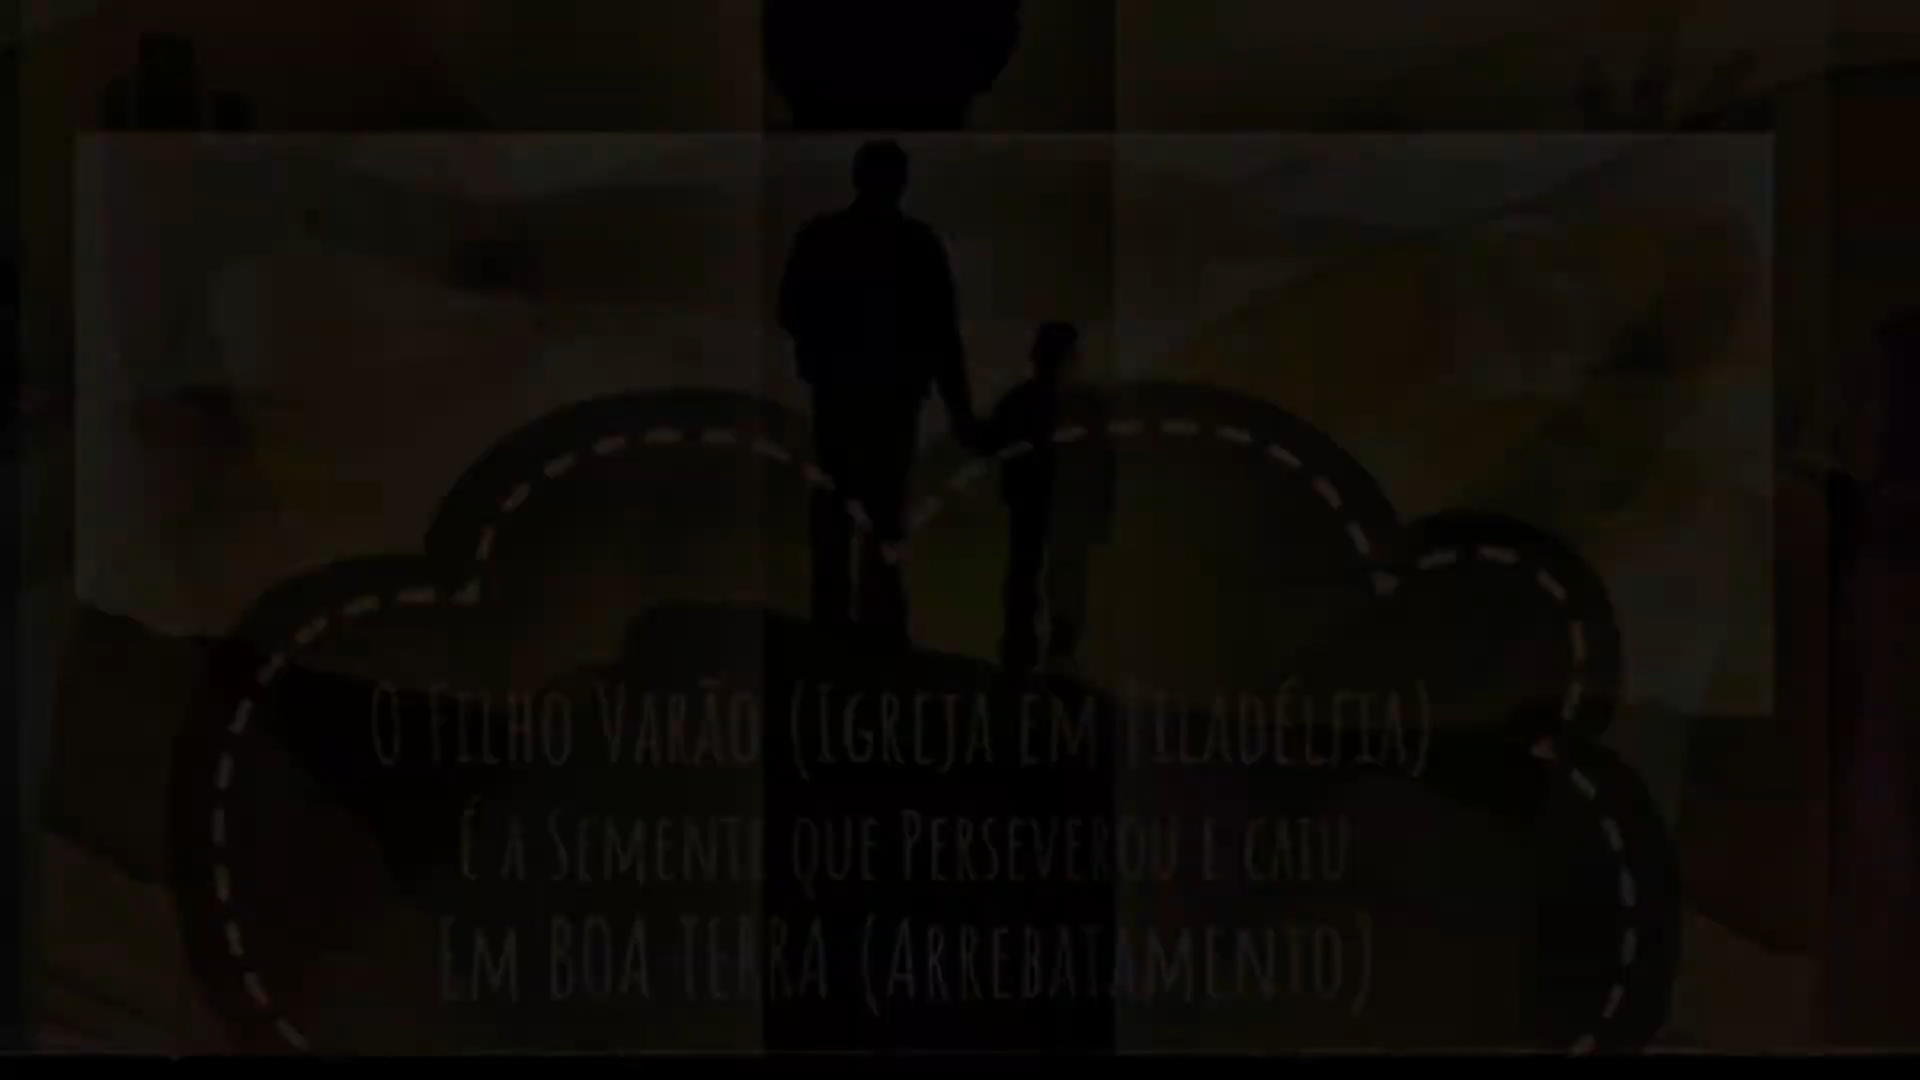 O Filho Varão (Igreja em Filadélfia)
É a Semente que Perseverou e caiu
Em BOA TERRA (Arrebatamento)